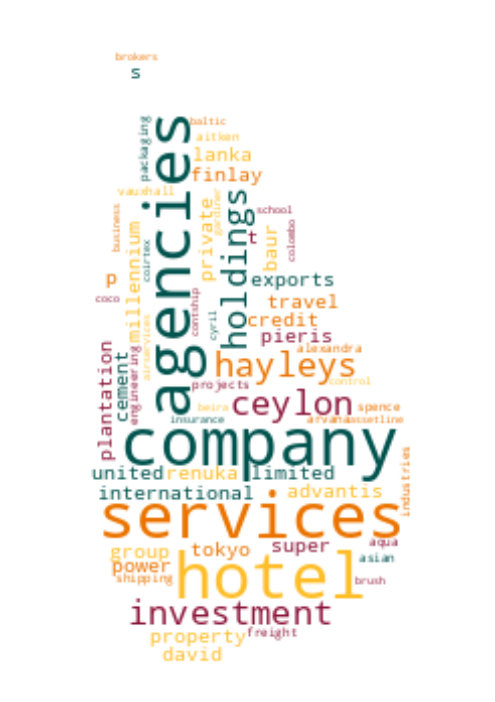 brokers
s
packaging
agencies
baltic
aitken
lanka
finlay
vauxhall
private
gardiner
holdings
school
business
millennium
coirtex
t
baur
colombo
p
exports
coco
contship
cyril
travel
credit
airservices
pieris
plantation
cement
engineering
hayleys
alexandra
projects
control
beira
ceylon
spence
insurance
assetline
company
united
renuka
limited
industries
international
advantis
services
group
tokyo
super
aqua
power
hotel
asian
shipping
brush
investment
property
freight
david